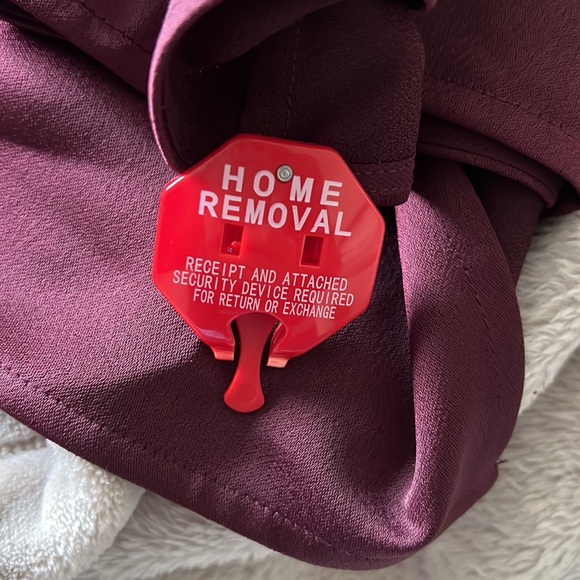 HOME
REMOVAL
RECEIPT AND ATTACHED
SECURITY DEVICE REQUIRED
FOR RETURN OR EXCHANGE